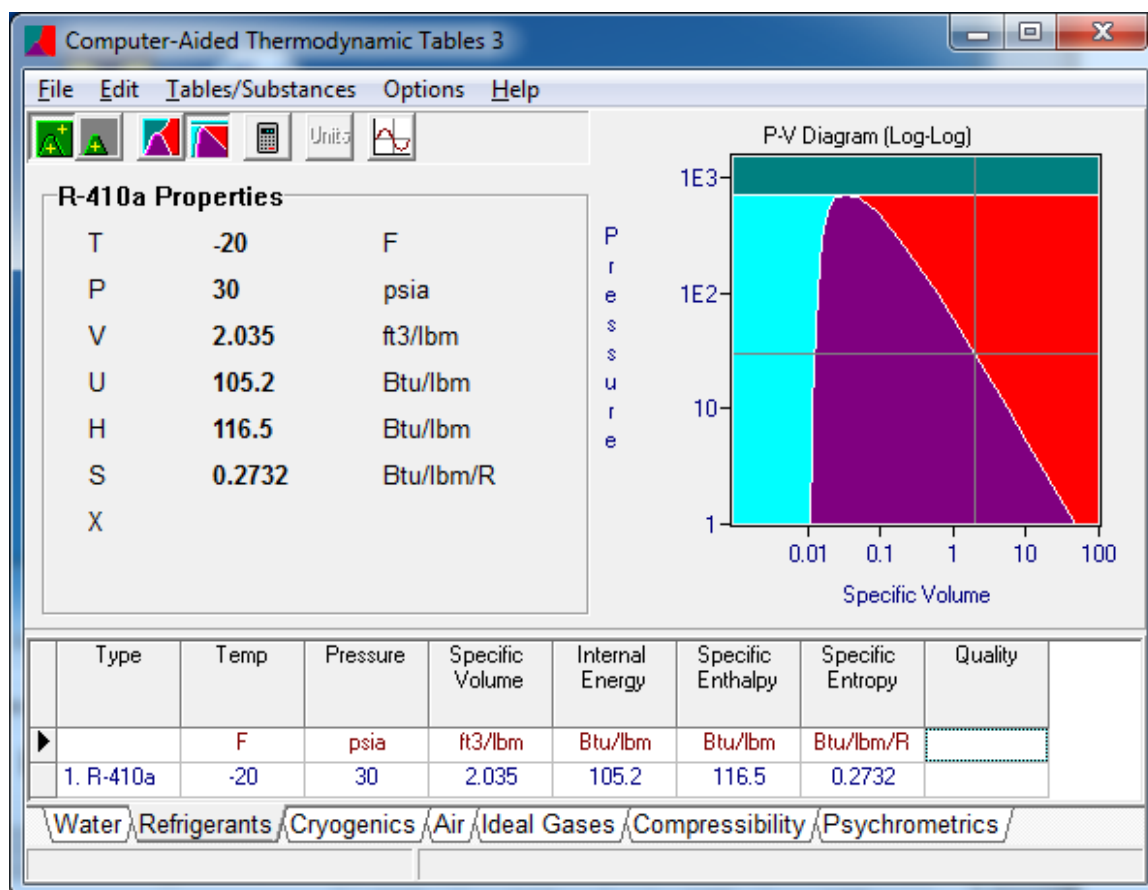 Computer-Aided Thermodynamic Tables 3
File Edit Tables/Substances Options Help
Units
R-410a Properties
T -20 F
P 30 psia
V 2.035 ft3/lbm
U 105.2 Btu/lbm
H 116.5 Btu/lbm
S 0.2732 Btu/lbm/R
X
P-V Diagram (Log-Log)
Pressure
1E3
1E2
10
1
0.01 0.1 1 10 100
Specific Volume
Type Temp Pressure Specific Volume Internal Energy Specific Enthalpy Specific Entropy Quality
F psia ft3/lbm Btu/lbm Btu/lbm Btu/lbm/R
1. R-410a -20 30 2.035 105.2 116.5 0.2732
Water Refrigerants Cryogenics Air Ideal Gases Compressibility Psychrometrics